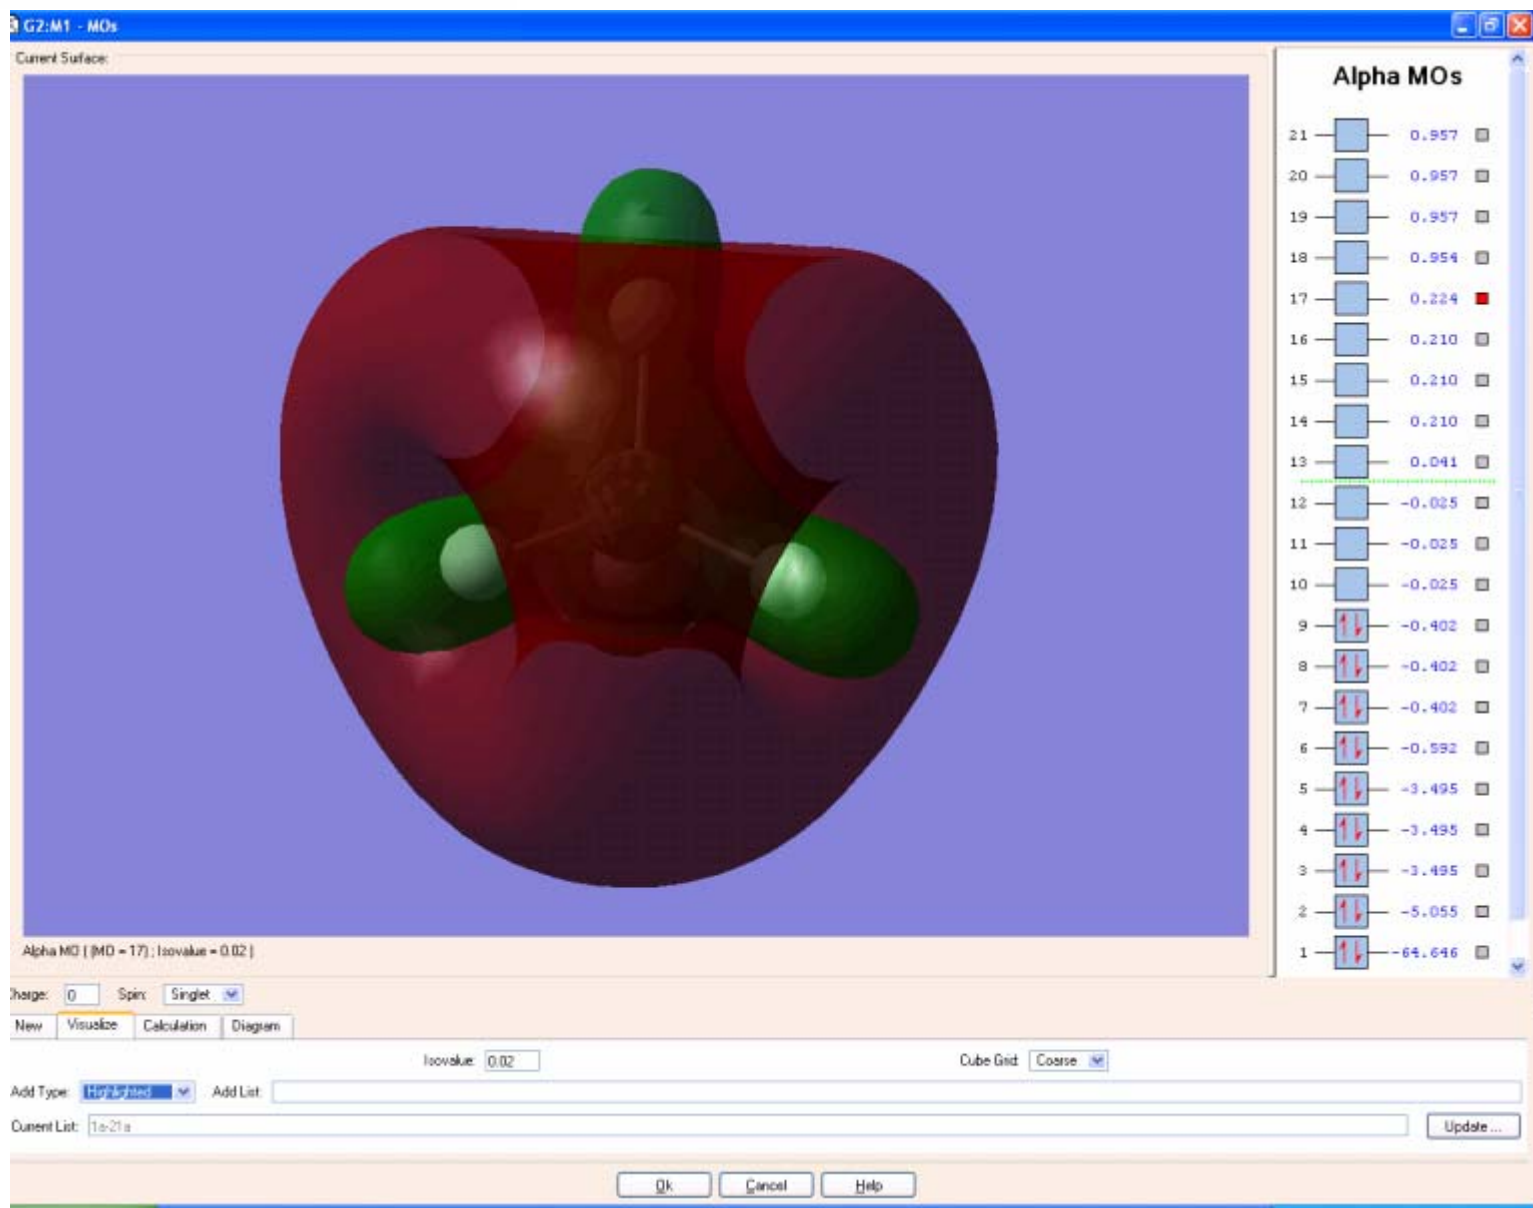 G2:M1 - MOs
Current Surface:
Alpha MOs
21 0.957
20 0.957
19 0.957
18 0.954
17 0.224
16 0.210
15 0.210
14 0.210
13 0.041
12 -0.025
11 -0.025
10 -0.025
9 -0.402
8 -0.402
7 -0.402
6 -0.592
5 -3.495
4 -3.495
3 -3.495
2 -5.055
1 -64.646
Alpha MO ( (MO = 17) ; Isovalue = 0.02 )
Charge: 0 Spin: Singlet
New Visualize Calculation Diagram
Isovalue: 0.02 Cube Grid: Coarse
Add Type: Highlighted Add List:
Current List: 1a-21a Update ...
Ok Cancel Help